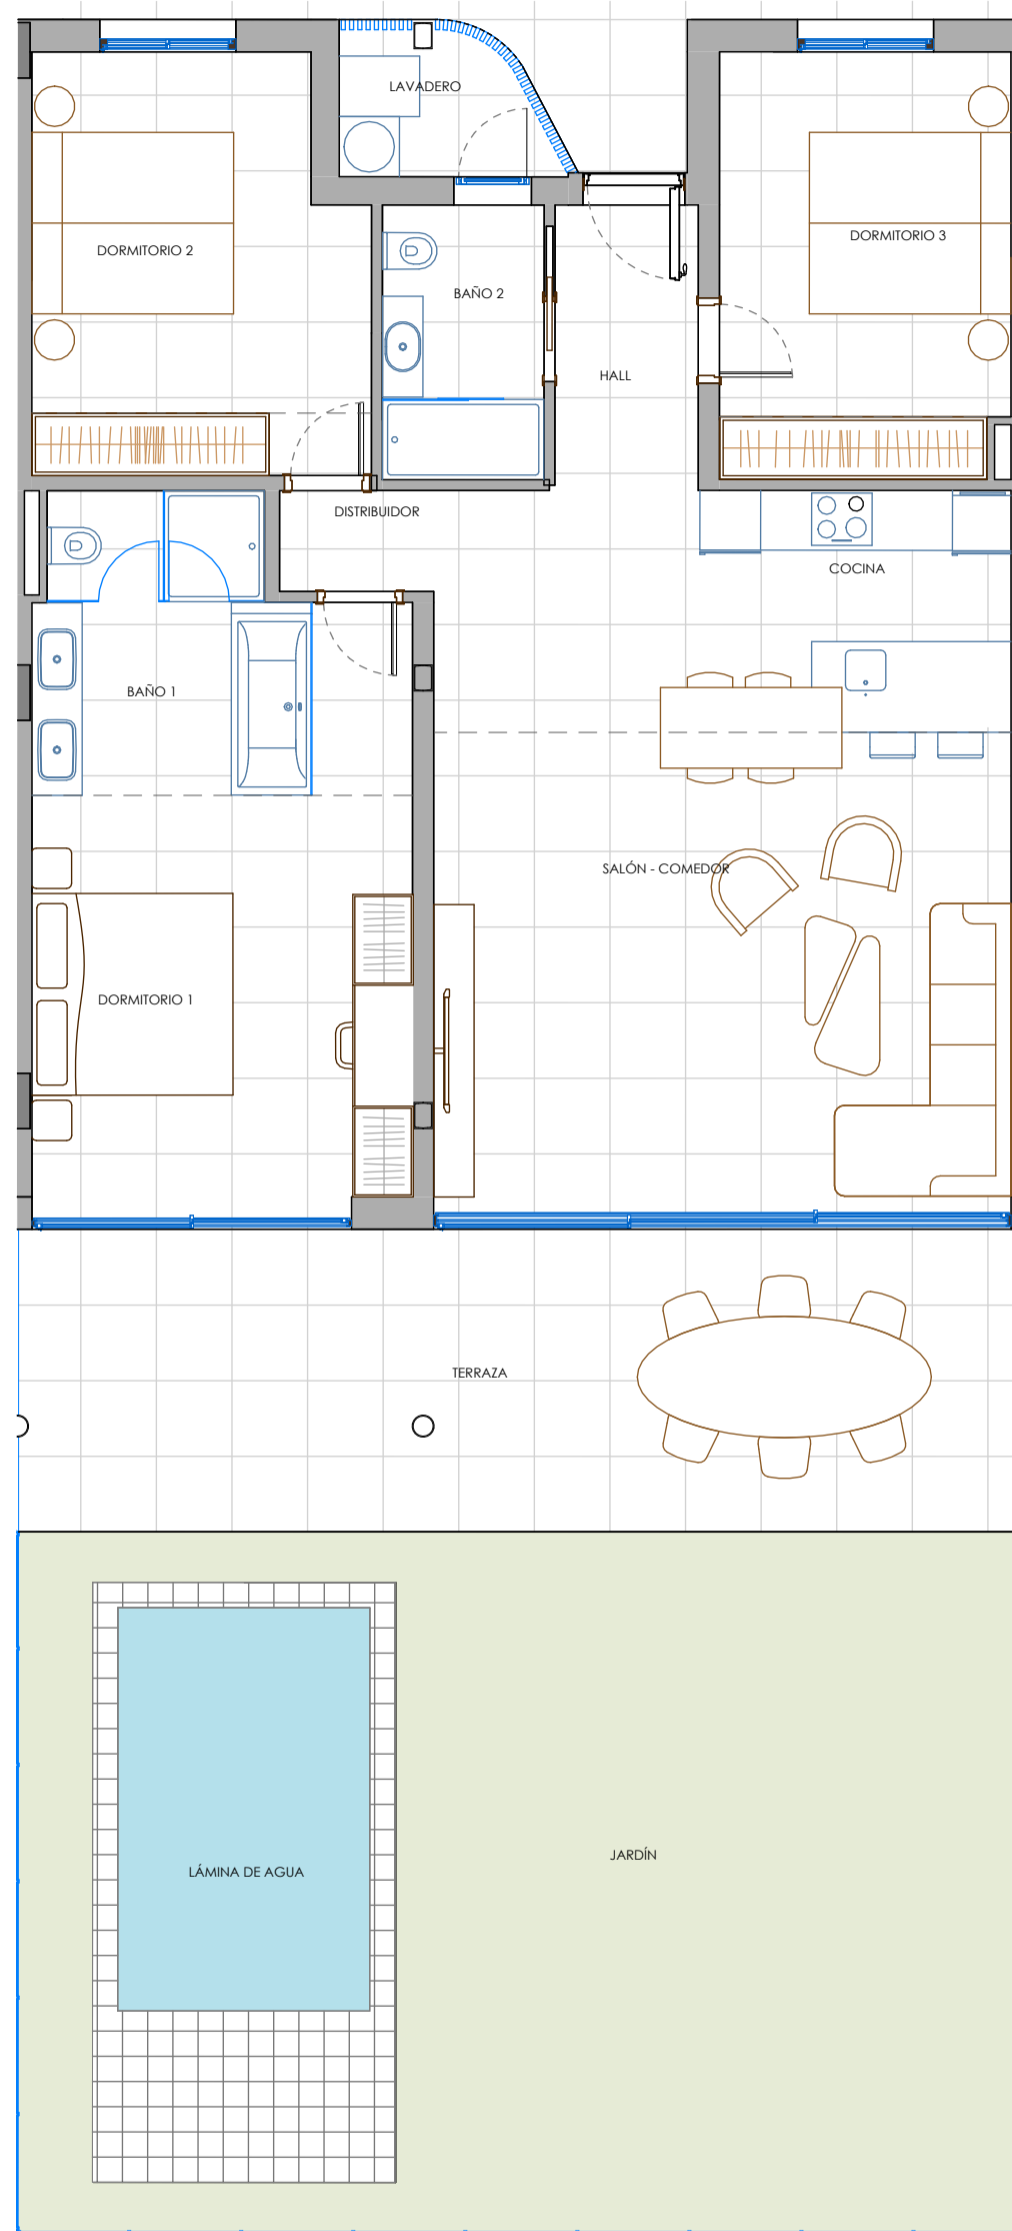 LAVADERO
DORMITORIO 2
DORMITORIO 3
BAÑO 2
HALL
DISTRIBUIDOR
COCINA
BAÑO 1
SALÓN - COMEDOR
DORMITORIO 1
TERRAZA
JARDÍN
LÁMINA DE AGUA